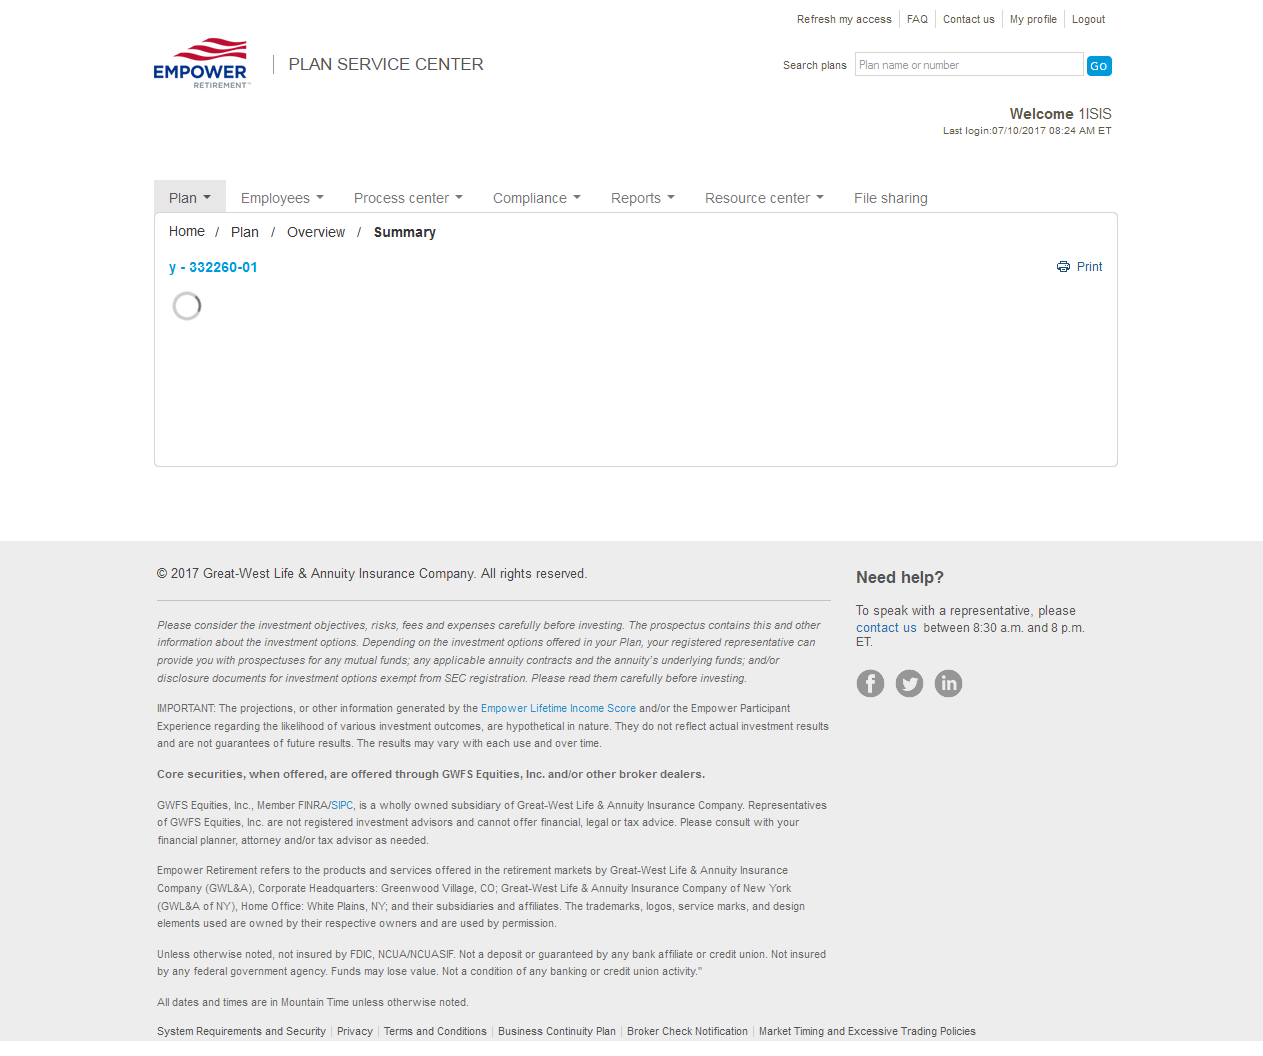 Refresh my access FAQ Contact us My profile Logout
EMPOWER
RETIREMENT™
PLAN SERVICE CENTER
Search plans Plan name or number Go
Welcome 1ISIS
Last login:07/10/2017 08:24 AM ET
Plan Employees Process center Compliance Reports Resource center File sharing
Home / Plan / Overview / Summary
y - 332260-01
Print
© 2017 Great-West Life & Annuity Insurance Company. All rights reserved.
Please consider the investment objectives, risks, fees and expenses carefully before investing. The prospectus contains this and other
information about the investment options. Depending on the investment options offered in your Plan, your registered representative can
provide you with prospectuses for any mutual funds; any applicable annuity contracts and the annuity's underlying funds; and/or
disclosure documents for investment options exempt from SEC registration. Please read them carefully before investing.
IMPORTANT: The projections, or other information generated by the Empower Lifetime Income Score and/or the Empower Participant
Experience regarding the likelihood of various investment outcomes, are hypothetical in nature. They do not reflect actual investment results
and are not guarantees of future results. The results may vary with each use and over time.
Core securities, when offered, are offered through GWFS Equities, Inc. and/or other broker dealers.
GWFS Equities, Inc., Member FINRA/SIPC, is a wholly owned subsidiary of Great-West Life & Annuity Insurance Company. Representatives
of GWFS Equities, Inc. are not registered investment advisors and cannot offer financial, legal or tax advice. Please consult with your
financial planner, attorney and/or tax advisor as needed.
Empower Retirement refers to the products and services offered in the retirement markets by Great-West Life & Annuity Insurance
Company (GWL&A), Corporate Headquarters: Greenwood Village, CO; Great-West Life & Annuity Insurance Company of New York
(GWL&A of NY), Home Office: White Plains, NY; and their subsidiaries and affiliates. The trademarks, logos, service marks, and design
elements used are owned by their respective owners and are used by permission.
Unless otherwise noted, not insured by FDIC, NCUA/NCUASIF. Not a deposit or guaranteed by any bank affiliate or credit union. Not insured
by any federal government agency. Funds may lose value. Not a condition of any banking or credit union activity."
All dates and times are in Mountain Time unless otherwise noted.
System Requirements and Security Privacy Terms and Conditions Business Continuity Plan Broker Check Notification Market Timing and Excessive Trading Policies
Need help?
To speak with a representative, please
contact us between 8:30 a.m. and 8 p.m.
ET.